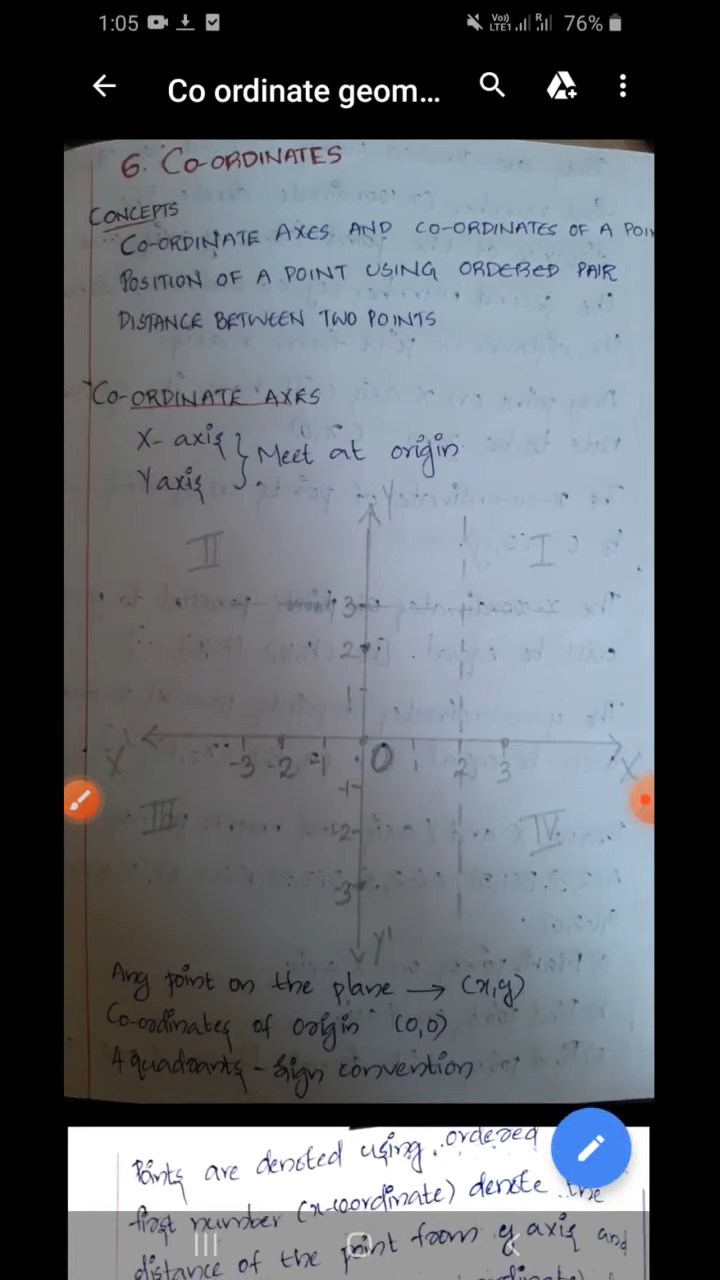 1:05
Vo)) LTE1 R 76%
Co ordinate geom...
6. CO-ORDINATES
CONCEPTS
CO-ORDINATE AXES AND CO-ORDINATES OF A POIN
POSITION OF A POINT USING ORDERED PAIR
DISTANCE BETWEEN TWO POINTS
CO-ORDINATE AXES
X-axis
Y axis
} Meet at origin
Y
II
I
3
2
1
X'
-3 -2 -1 O 1 2 3
X
-1
III
-2
IV
3
Y'
Any point on the plane → (x,y)
Co-ordinates of origin (0,0)
4 quadrants - sign convention
Points are denoted using ordered
first number (x-coordinate) denote the
distance of the point from y axis and